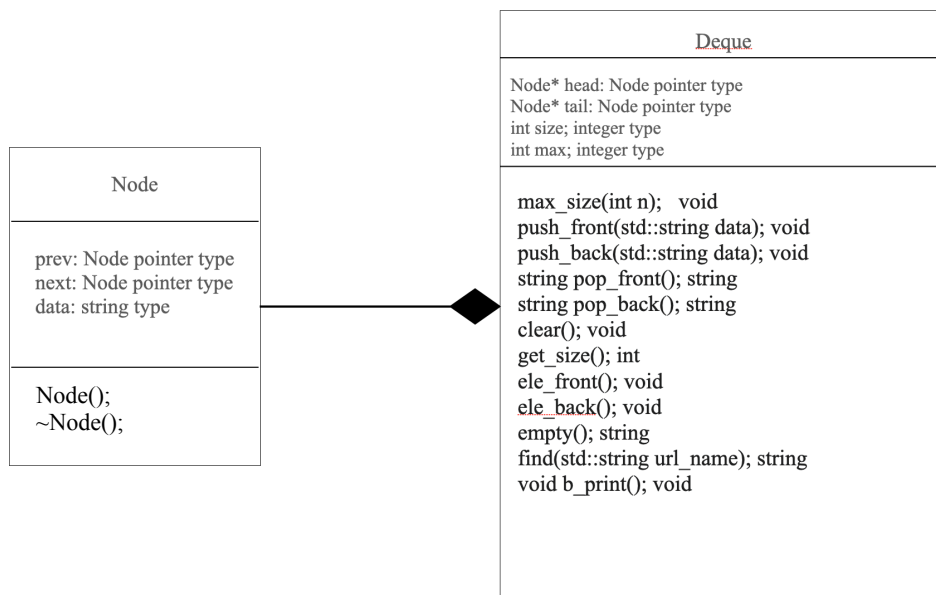 Deque
Node* head: Node pointer type
Node* tail: Node pointer type
int size; integer type
int max; integer type
max_size(int n);   void
push_front(std::string data); void
push_back(std::string data); void
string pop_front(); string
string pop_back(); string
clear(); void
get_size(); int
ele_front(); void
ele_back(); void
empty(); string
find(std::string url_name); string
void b_print(); void
Node
prev: Node pointer type
next: Node pointer type
data: string type
Node();
~Node();